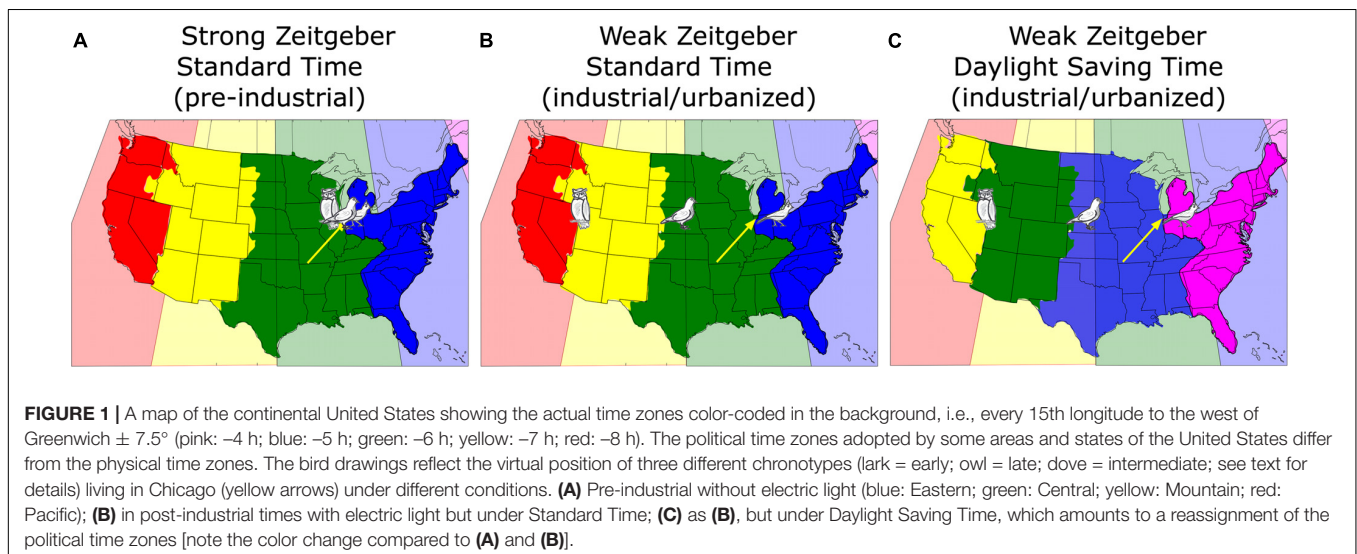 A
Strong Zeitgeber
Standard Time
(pre-industrial)
B
Weak Zeitgeber
Standard Time
(industrial/urbanized)
C
Weak Zeitgeber
Daylight Saving Time
(industrial/urbanized)
FIGURE 1 | A map of the continental United States showing the actual time zones color-coded in the background, i.e., every 15th longitude to the west of
Greenwich ± 7.5° (pink: –4 h; blue: –5 h; green: –6 h; yellow: –7 h; red: –8 h). The political time zones adopted by some areas and states of the United States differ
from the physical time zones. The bird drawings reflect the virtual position of three different chronotypes (lark = early; owl = late; dove = intermediate; see text for
details) living in Chicago (yellow arrows) under different conditions. (A) Pre-industrial without electric light (blue: Eastern; green: Central; yellow: Mountain; red:
Pacific); (B) in post-industrial times with electric light but under Standard Time; (C) as (B), but under Daylight Saving Time, which amounts to a reassignment of the
political time zones [note the color change compared to (A) and (B)].